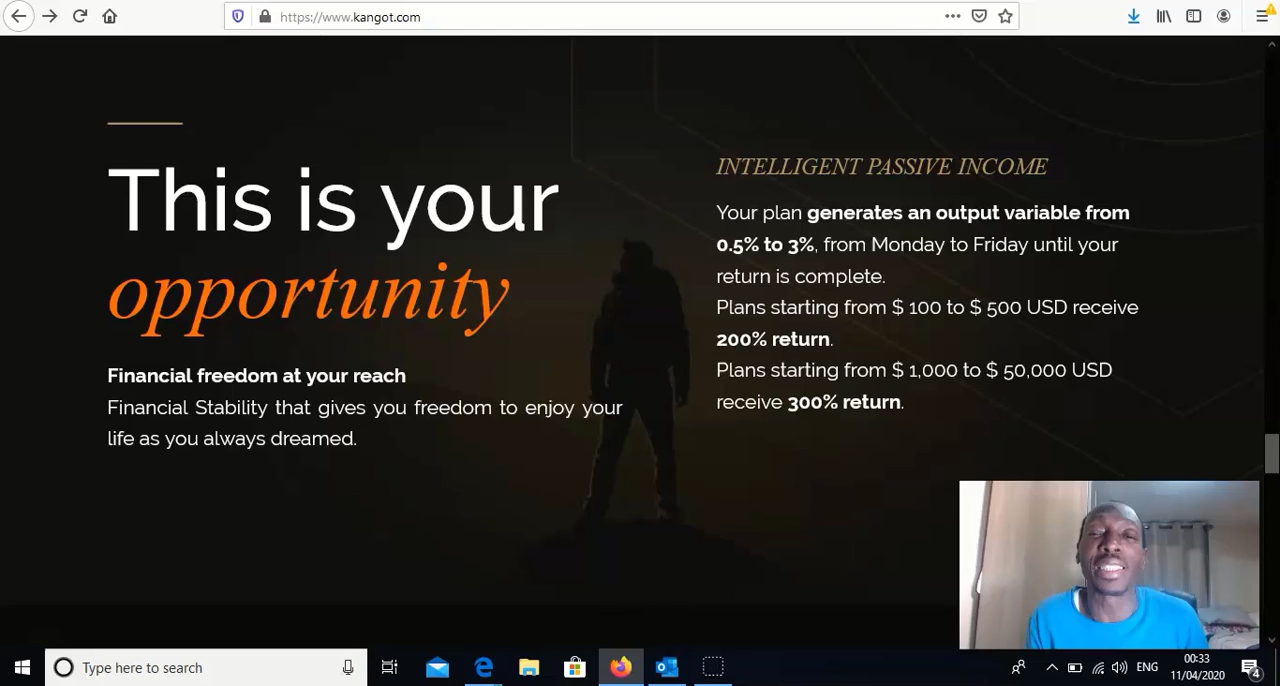 https://www.kangot.com
This is your
opportunity
Financial freedom at your reach
Financial Stability that gives you freedom to enjoy your
life as you always dreamed.
INTELLIGENT PASSIVE INCOME
Your plan generates an output variable from
0.5% to 3%, from Monday to Friday until your
return is complete.
Plans starting from $ 100 to $ 500 USD receive
200% return.
Plans starting from $ 1,000 to $ 50,000 USD
receive 300% return.
Type here to search
ENG
00:33
11/04/2020
4